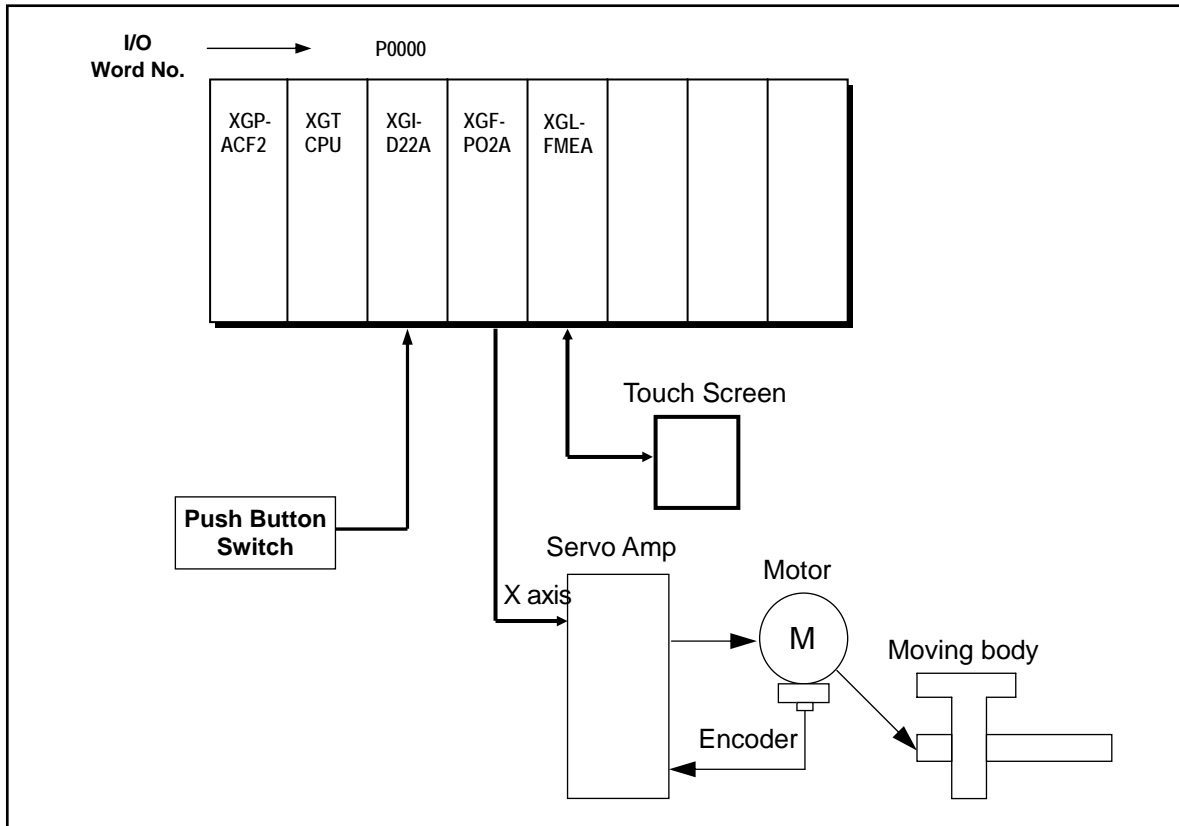 I/O
Word No.
P0000
XGP-
ACF2
XGT
CPU
XGI-
D22A
XGF-
PO2A
XGL-
FMEA
Touch Screen
Push Button
Switch
Servo Amp
X axis
Motor
M
Moving body
Encoder